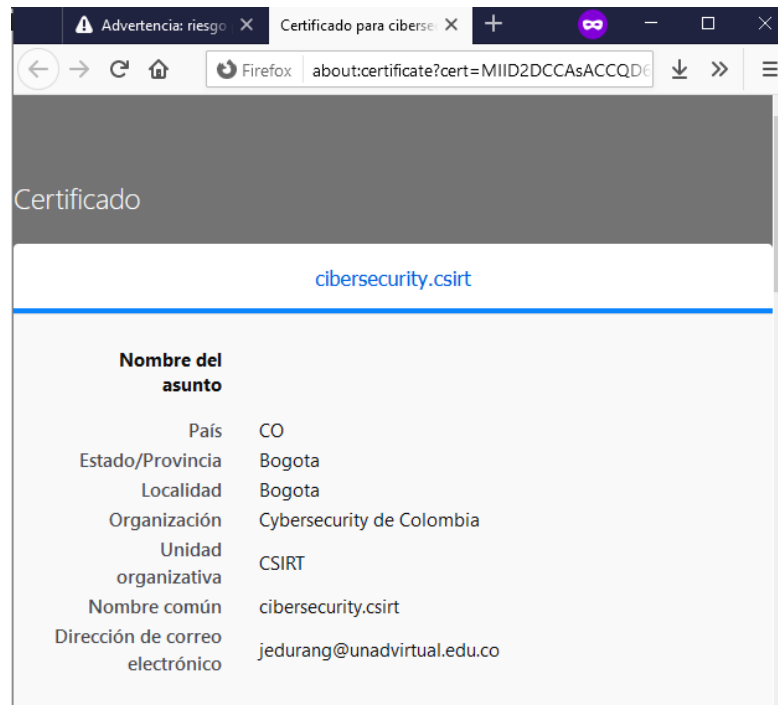 Advertencia: riesgo
Certificado para ciberse
Firefox about:certificate?cert=MIID2DCCAsACCQD6
Certificado
cibersecurity.csirt
Nombre del
asunto
País CO
Estado/Provincia Bogota
Localidad Bogota
Organización Cybersecurity de Colombia
Unidad
organizativa CSIRT
Nombre común cibersecurity.csirt
Dirección de correo
electrónico jedurang@unadvirtual.edu.co